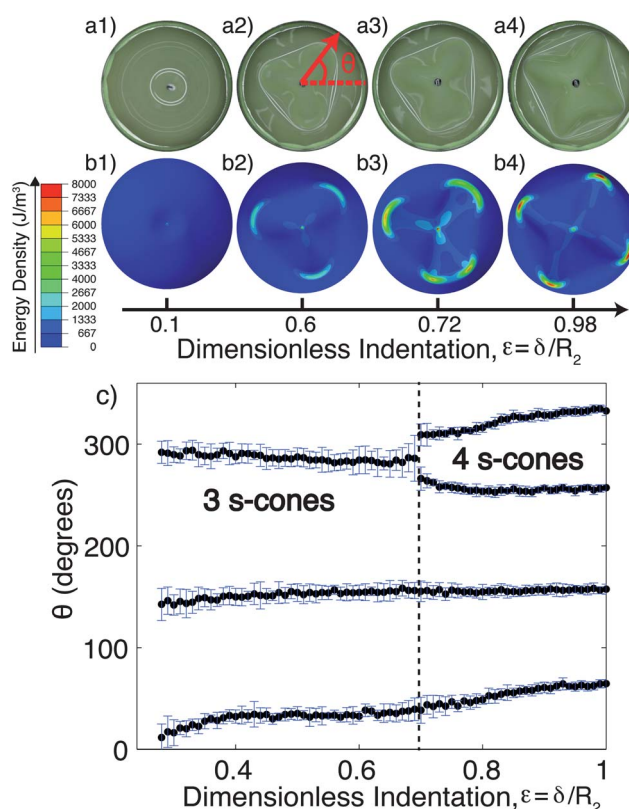 a1) a2) a3) a4)
θ
b1) b2) b3) b4)
Energy Density (J/m³)
8000
7333
6667
6000
5333
4667
4000
3333
2667
2000
1333
667
0
0.1 0.6 0.72 0.98
Dimensionless Indentation, ε=δ/R₂
c)
300
200
100
0
θ (degrees)
3 s-cones
4 s-cones
0.4 0.6 0.8 1
Dimensionless Indentation, ε=δ/R₂